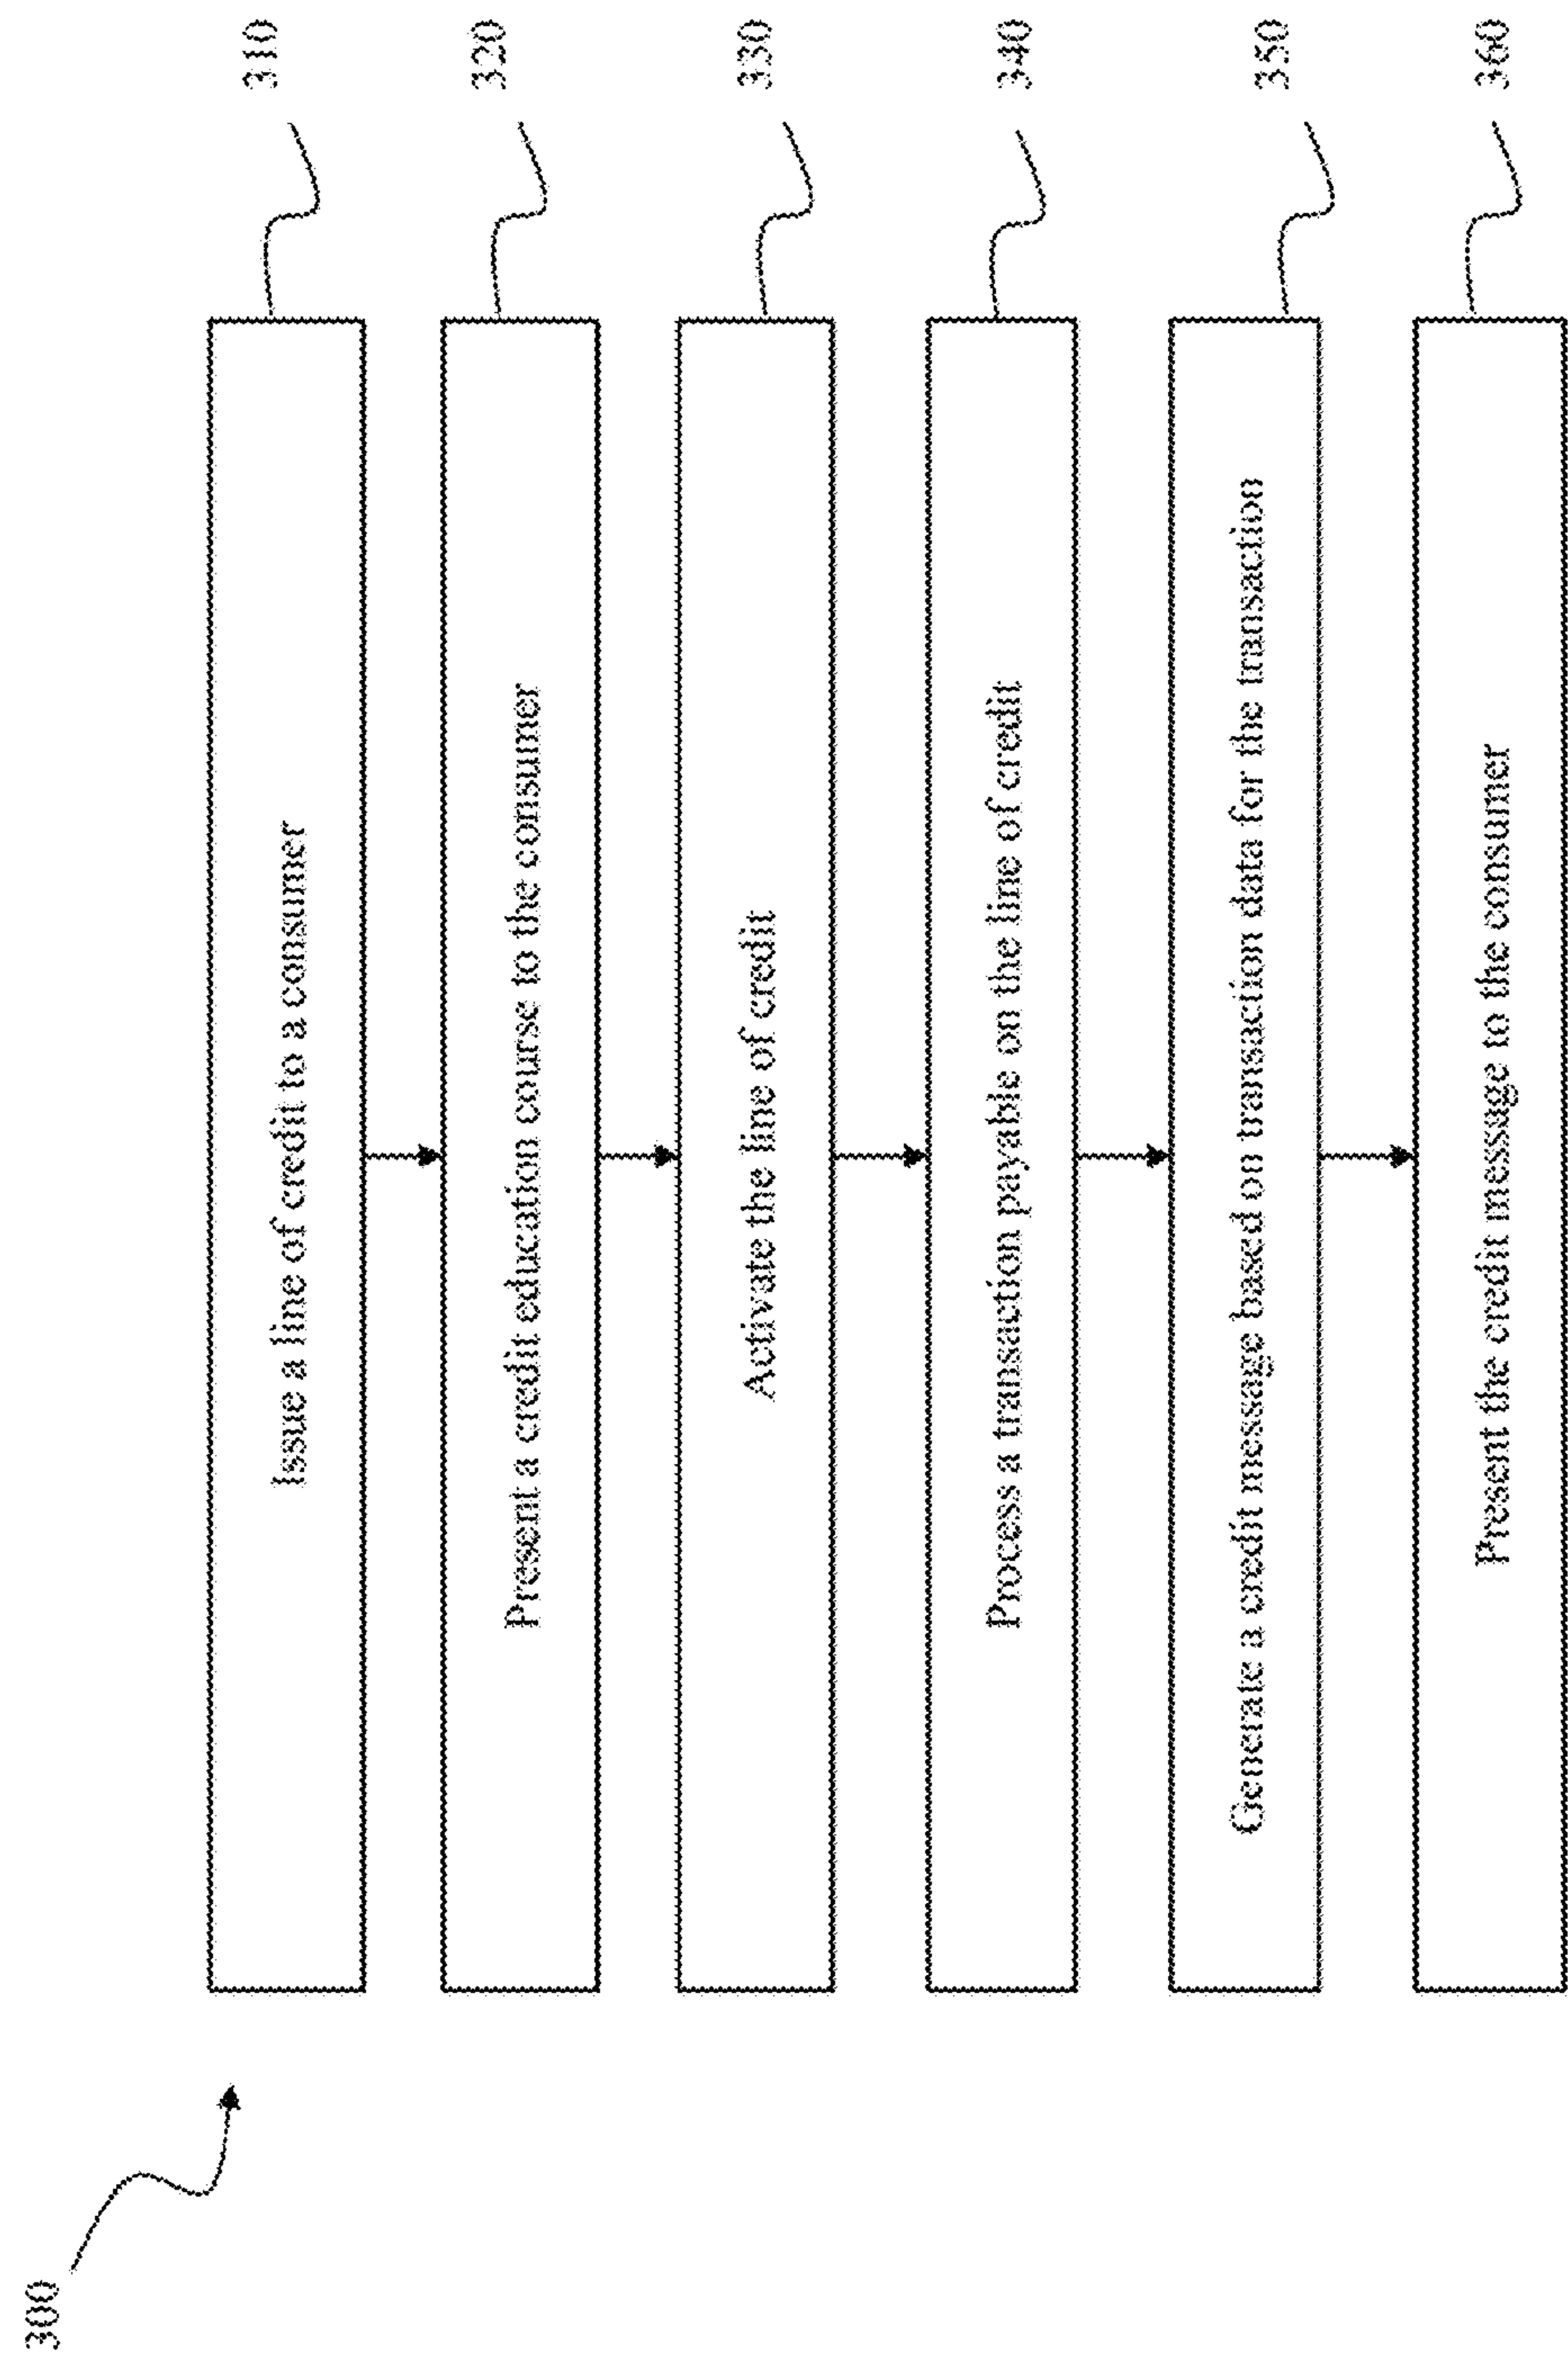 300
Issue a line of credit to a consumer
310
Present a credit education course to the consumer
320
Activate the line of credit
330
Process a transaction payable on the line of credit
340
Generate a credit message based on transaction data for the transaction
350
Present the credit message to the consumer
360